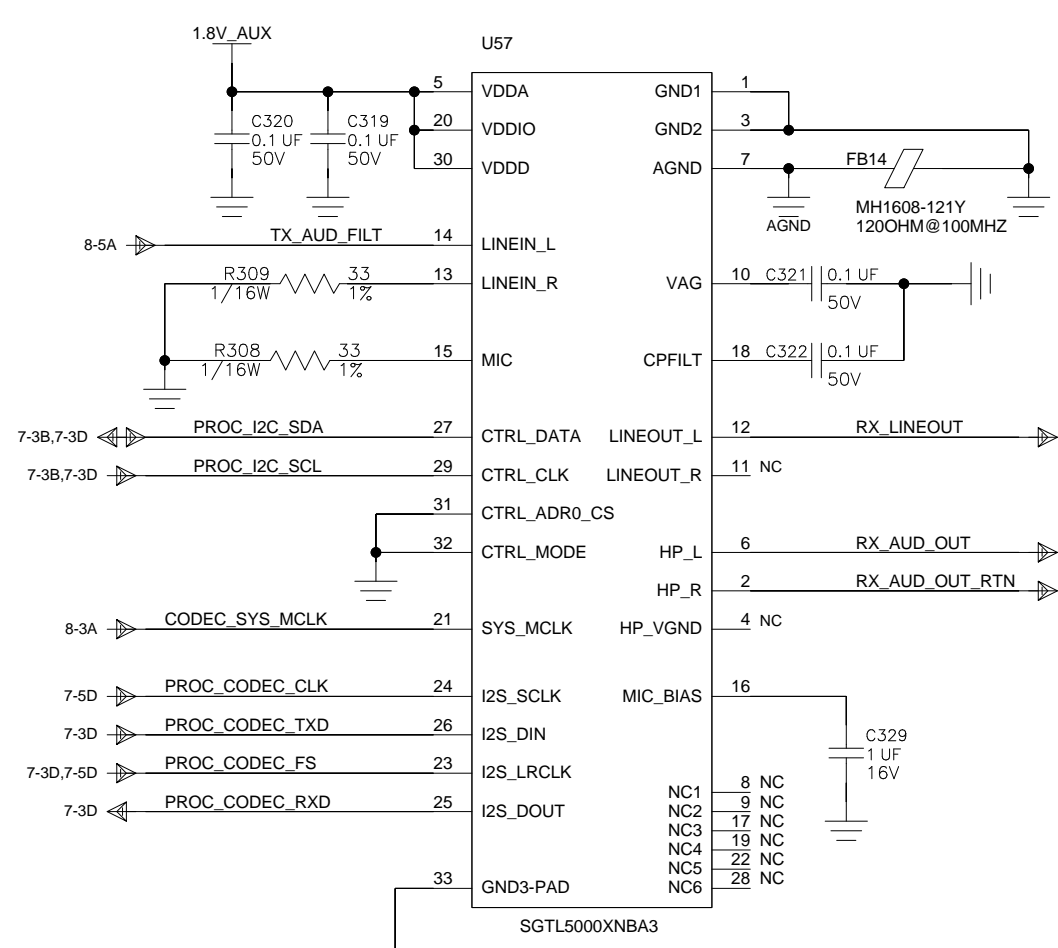 1.8V_AUX
U57
5 VDDA
20 VDDIO
30 VDDD
C320
0.1 UF
50V
C319
0.1 UF
50V
GND1 1
GND2 3
AGND 7
FB14
AGND
MH1608-121Y
120OHM@100MHZ
8-5A TX_AUD_FILT 14 LINEIN_L
R309 33 13 LINEIN_R
1/16W 1%
VAG 10 C321 0.1 UF
50V
R308 33 15 MIC
1/16W 1%
CPFILT 18 C322 0.1 UF
50V
7-3B,7-3D PROC_I2C_SDA 27 CTRL_DATA
LINEOUT_L 12 RX_LINEOUT
7-3B,7-3D PROC_I2C_SCL 29 CTRL_CLK
LINEOUT_R 11 NC
31 CTRL_ADR0_CS
32 CTRL_MODE
HP_L 6 RX_AUD_OUT
HP_R 2 RX_AUD_OUT_RTN
8-3A CODEC_SYS_MCLK 21 SYS_MCLK
HP_VGND 4 NC
7-5D PROC_CODEC_CLK 24 I2S_SCLK
MIC_BIAS 16
7-3D PROC_CODEC_TXD 26 I2S_DIN
C329
1 UF
16V
7-3D,7-5D PROC_CODEC_FS 23 I2S_LRCLK
7-3D PROC_CODEC_RXD 25 I2S_DOUT
NC1 8 NC
NC2 9 NC
NC3 17 NC
NC4 19 NC
NC5 22 NC
NC6 28 NC
33 GND3-PAD
SGTL5000XNBA3